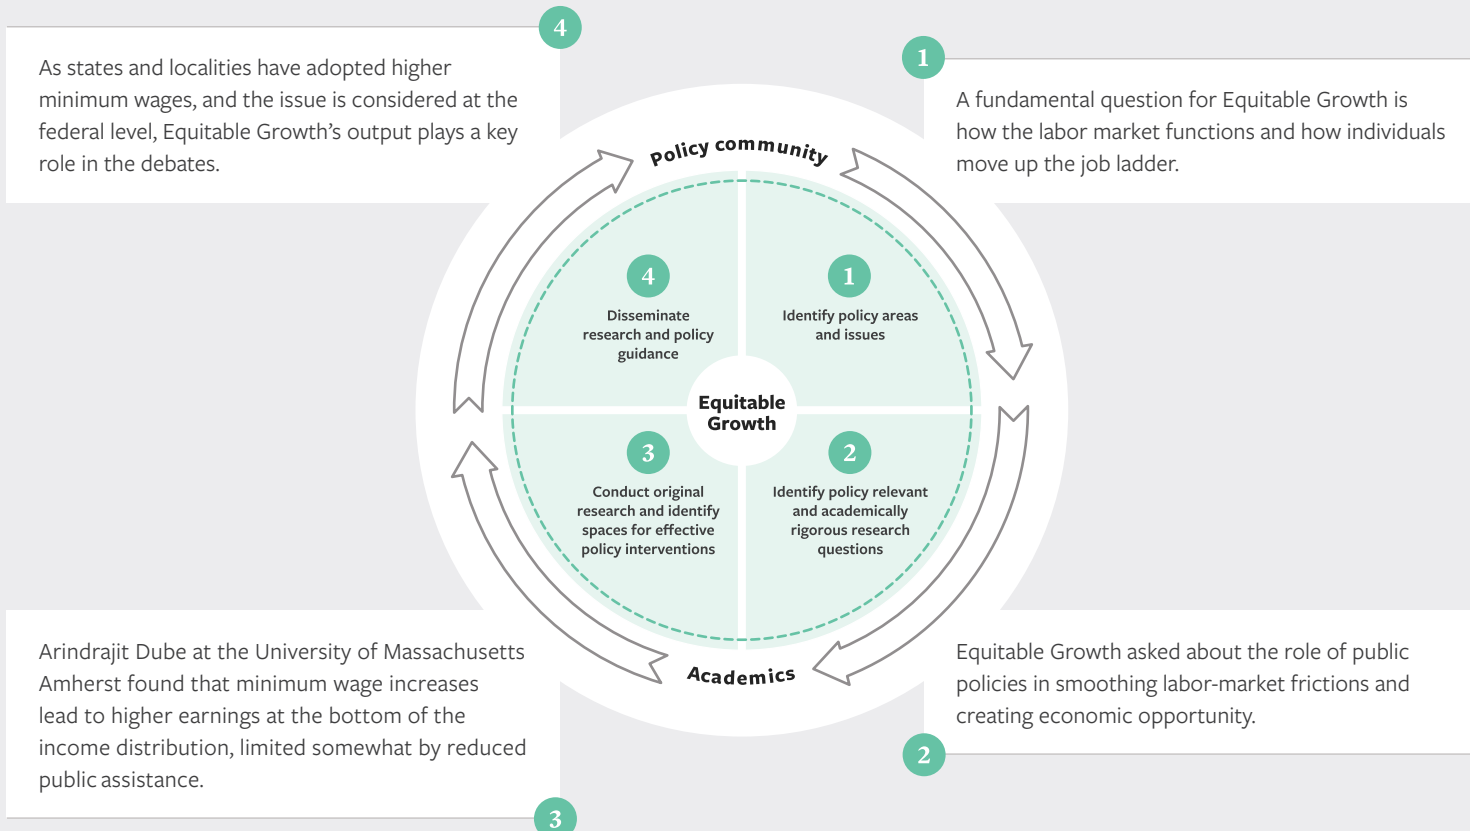 4
As states and localities have adopted higher
minimum wages, and the issue is considered at the
federal level, Equitable Growth’s output plays a key
role in the debates.
1
A fundamental question for Equitable Growth is
how the labor market functions and how individuals
move up the job ladder.
Policy community
4
Disseminate
research and policy
guidance
1
Identify policy areas
and issues
Equitable
Growth
3
Conduct original
research and identify
spaces for effective
policy interventions
2
Identify policy relevant
and academically
rigorous research
questions
Academics
Arindrajit Dube at the University of Massachusetts
Amherst found that minimum wage increases
lead to higher earnings at the bottom of the
income distribution, limited somewhat by reduced
public assistance.
3
Equitable Growth asked about the role of public
policies in smoothing labor-market frictions and
creating economic opportunity.
2